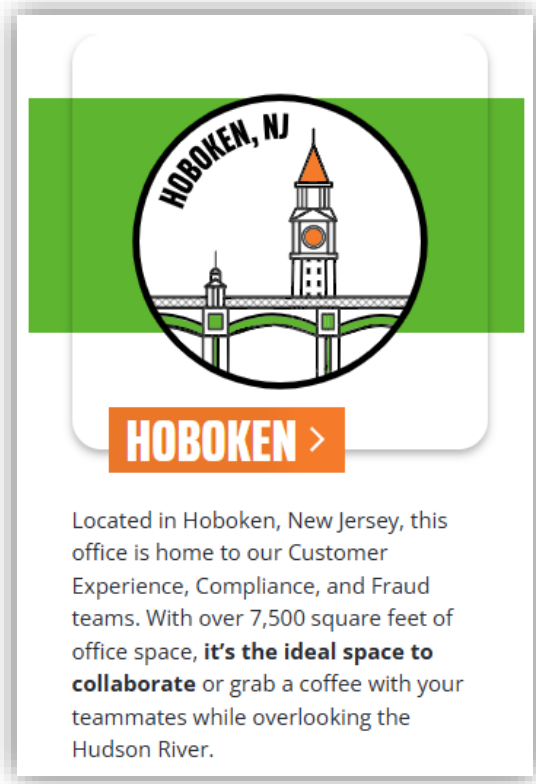 HOBOKEN, NJ
HOBOKEN >
Located in Hoboken, New Jersey, this
office is home to our Customer
Experience, Compliance, and Fraud
teams. With over 7,500 square feet of
office space, it’s the ideal space to
collaborate or grab a coffee with your
teammates while overlooking the
Hudson River.